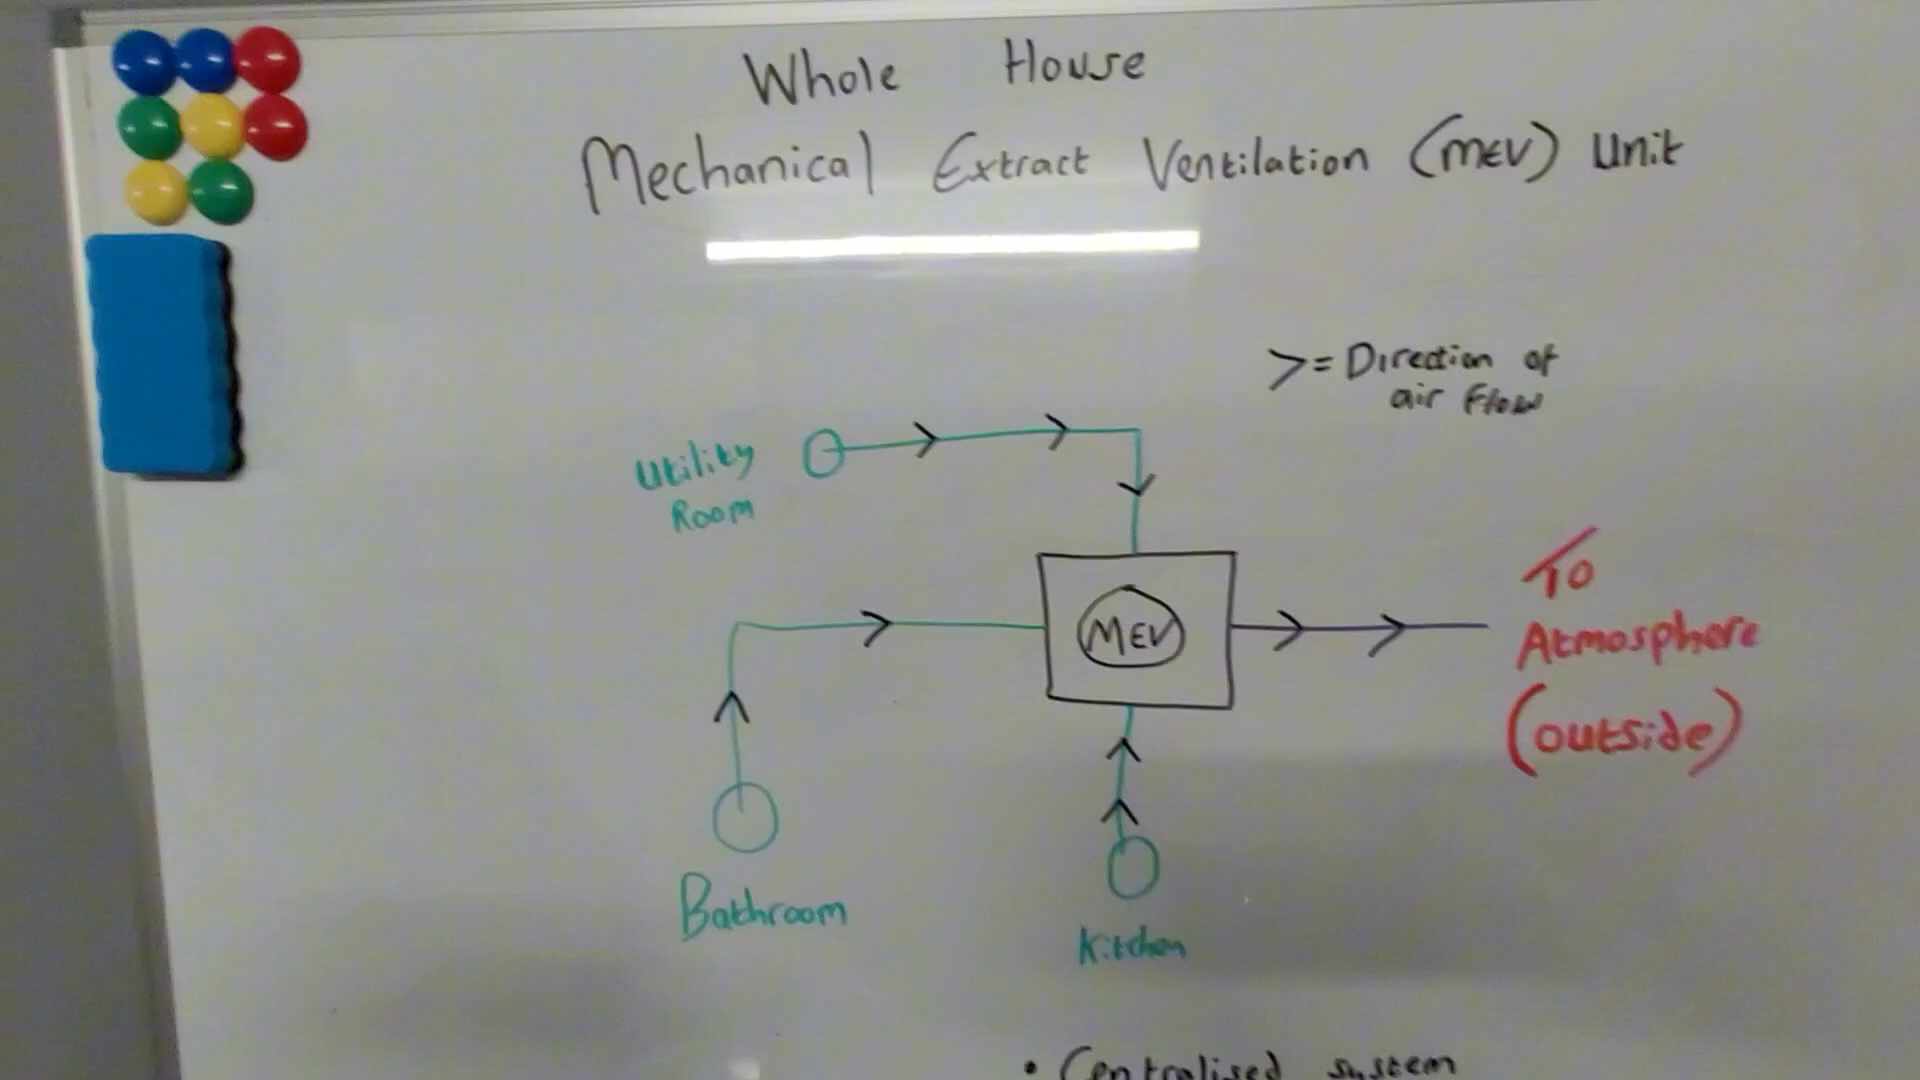 Whole House
Mechanical Extract Ventilation (MEV) Unit
>= Direction of
air flow
Utility
Room
MEV
To
Atmosphere
(outside)
Bathroom
Kitchen
• Centralised system